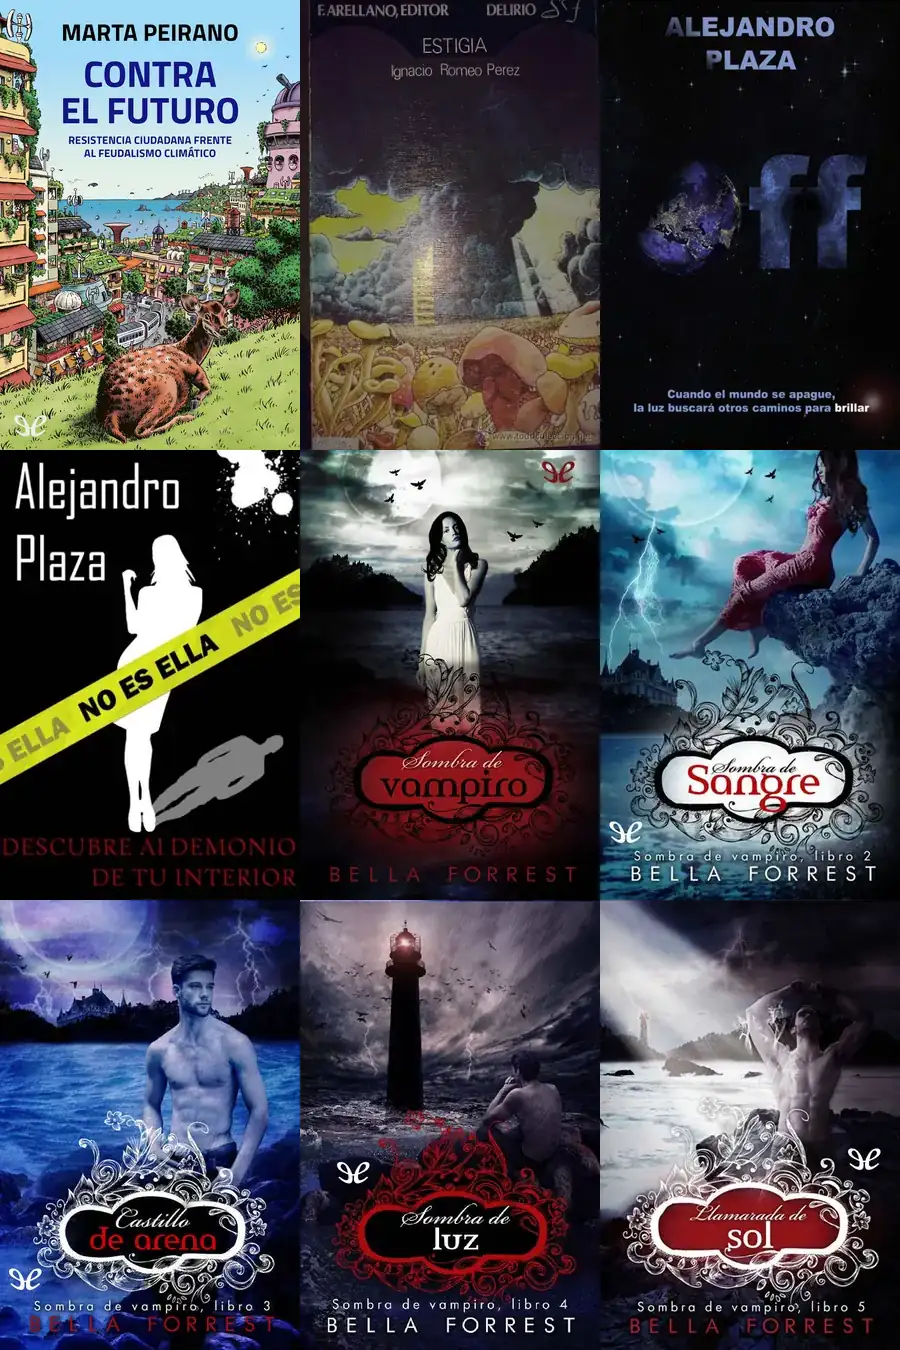 MARTA PEIRANO
CONTRA
EL FUTURO
RESISTENCIA CIUDADANA FRENTE
AL FEUDALISMO CLIMÁTICO
F. ARELLANO, EDITOR DELIRIO
ESTIGIA
Ignacio Romeo Perez
www.todocoleccion.net
ALEJANDRO
PLAZA
off
Cuando el mundo se apague,
la luz buscará otros caminos para brillar
Alejandro
Plaza
ELLA NO ES ELLA NO ES
DESCUBRE Al DEMONIO
DE TU INTERIOR
Sombra de
vampiro
BELLA FORREST
Sombra de
Sangre
Sombra de vampiro, libro 2
BELLA FORREST
Castillo
de arena
Sombra de vampiro, libro 3
BELLA FORREST
Sombra de
luz
Sombra de vampiro, libro 4
BELLA FORREST
Llamarada de
sol
Sombra de vampiro, libro 5
BELLA FORREST